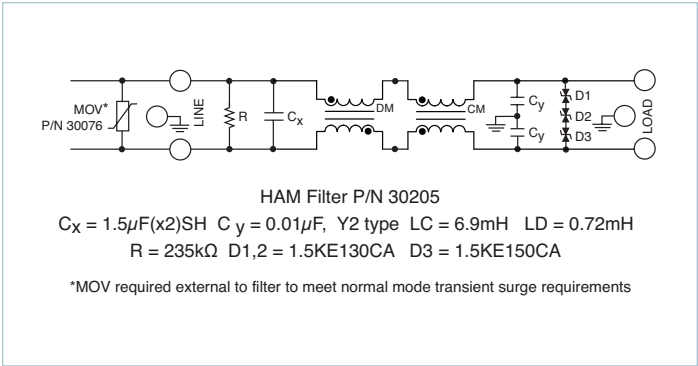 MOV*
P/N 30076
LINE
R
Cx
DM
CM
Cy
Cy
D1
D2
D3
LOAD
HAM Filter P/N 30205
Cx = 1.5µF(x2)SH C y = 0.01µF, Y2 type LC = 6.9mH LD = 0.72mH
R = 235kΩ D1,2 = 1.5KE130CA D3 = 1.5KE150CA
*MOV required external to filter to meet normal mode transient surge requirements